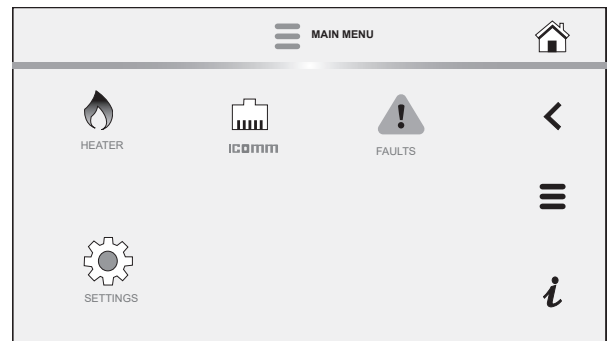 MAIN MENU
HEATER
ICOMM
FAULTS
SETTINGS
i